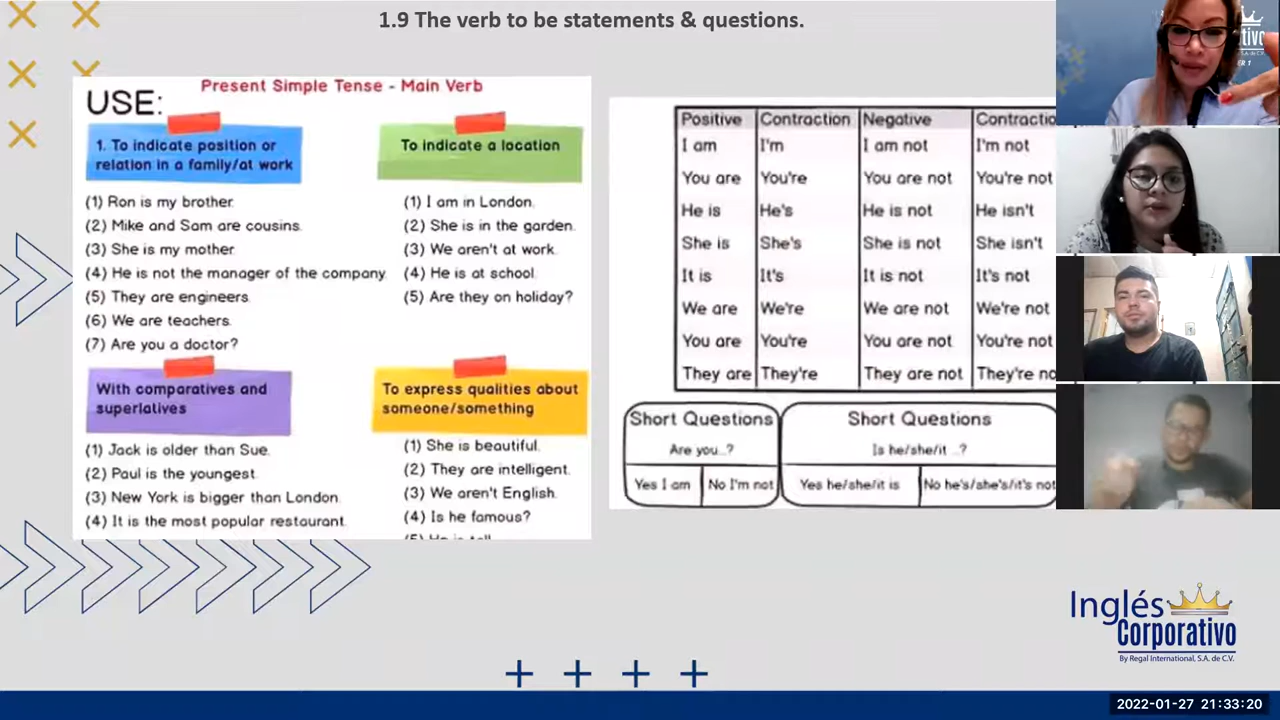 1.9 The verb to be statements & questions.
Present Simple Tense - Main Verb
USE:
1. To indicate position or
relation in a family/at work
(1) Ron is my brother.
(2) Mike and Sam are cousins.
(3) She is my mother.
(4) He is not the manager of the company.
(5) They are engineers.
(6) We are teachers.
(7) Are you a doctor?
To indicate a location
(1) I am in London.
(2) She is in the garden.
(3) We aren't at work.
(4) He is at school.
(5) Are they on holiday?
With comparatives and
superlatives
(1) Jack is older than Sue.
(2) Paul is the youngest.
(3) New York is bigger than London.
(4) It is the most popular restaurant.
To express qualities about
someone/something
(1) She is beautiful.
(2) They are intelligent.
(3) We aren't English.
(4) Is he famous?
Positive Contraction Negative Contractio
I am I'm I am not I'm not
You are You're You are not You're not
He is He's He is not He isn't
She is She's She is not She isn't
It is It's It is not It's not
We are We're We are not We're not
You are You're You are not You're not
They are They're They are not They're no
Short Questions
Are you...?
Yes I am No I'm not
Short Questions
Is he/she/it ...?
Yes he/she/it is No he's/she's/it's not
Inglés
Corporativo
By Regal International, S.A. de C.V.
2022-01-27 21:33:20